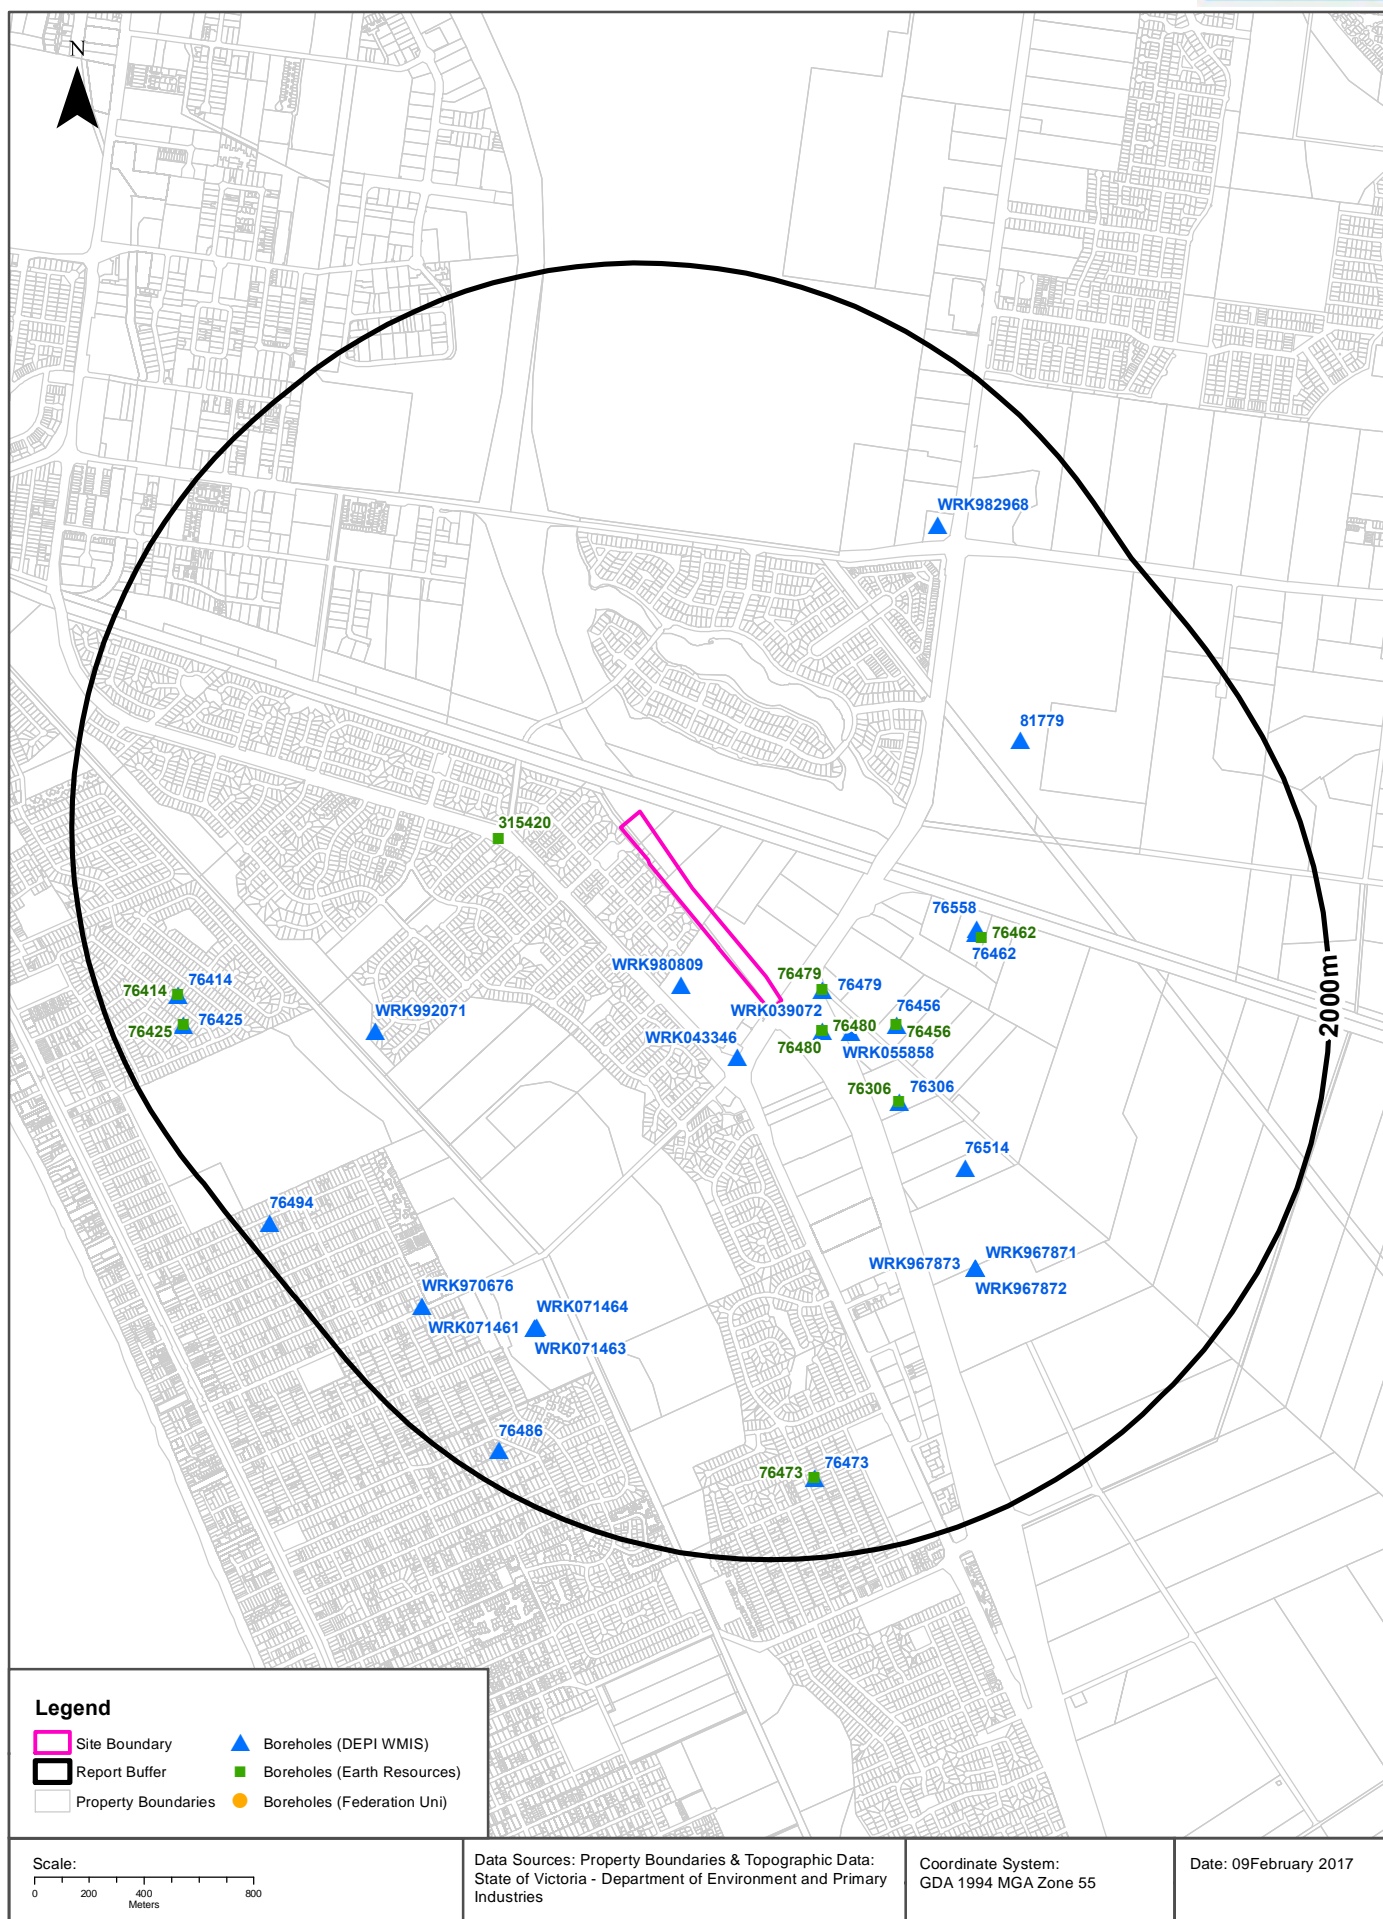 N
WRK982968
81779
315420
76558
76462
76462
WRK980809
76479
76479
76414
76414
76425
76425
WRK992071
WRK039072
76456
76456
76480
76480
WRK043346
WRK055858
76306
76306
76514
76494
WRK967871
WRK967873
WRK967872
WRK970676
WRK071461
WRK071464
WRK071463
76486
76473
76473
2000m
Legend
Site Boundary
Report Buffer
Property Boundaries
Boreholes (DEPI WMIS)
Boreholes (Earth Resources)
Boreholes (Federation Uni)
Scale:
0 200 400 800
Meters
Data Sources: Property Boundaries & Topographic Data:
State of Victoria - Department of Environment and Primary
Industries
Coordinate System:
GDA 1994 MGA Zone 55
Date: 09February 2017